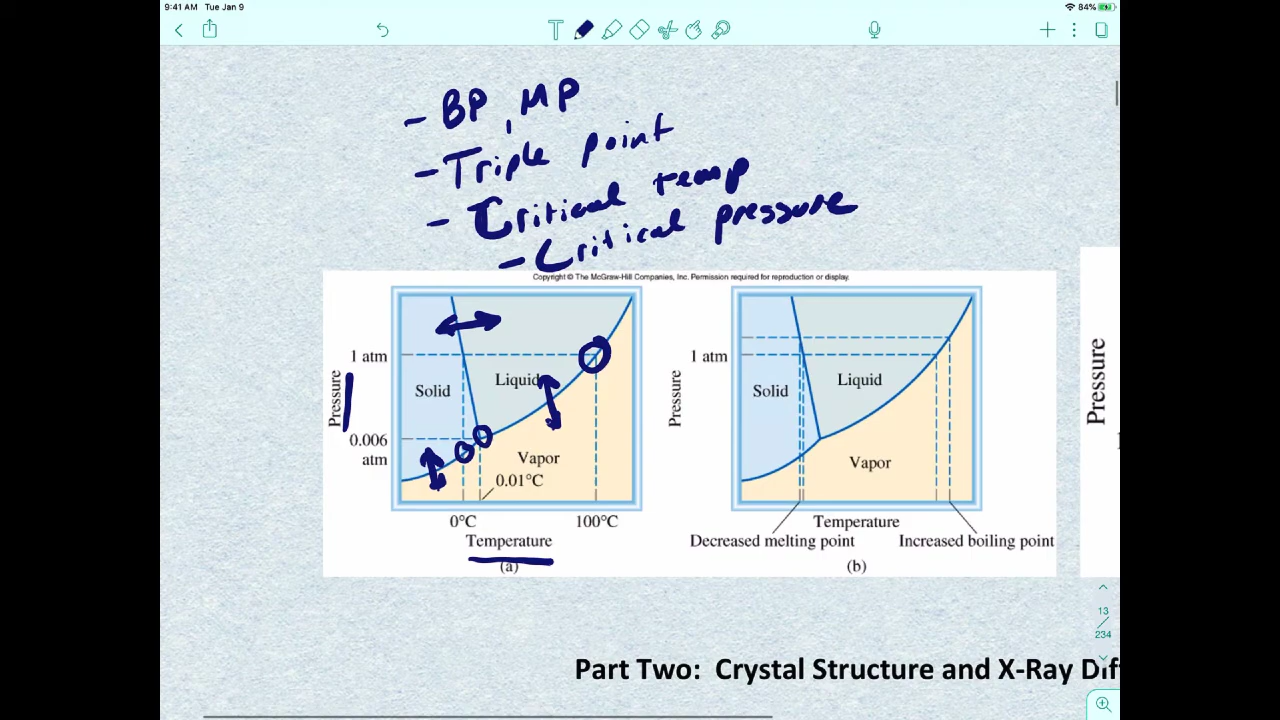 9:41 AM Tue Jan 9
84%
T
- BP, MP
- Triple point
- Critical temp
- Critical pressure
Copyright © The McGraw-Hill Companies, Inc. Permission required for reproduction or display.
Pressure
1 atm
0.006
atm
Solid
Liquid
Vapor
0.01°C
0°C
100°C
Temperature
(a)
Pressure
1 atm
Solid
Liquid
Vapor
Temperature
Decreased melting point
Increased boiling point
(b)
Pressure
13
/
234
Part Two: Crystal Structure and X-Ray Dif